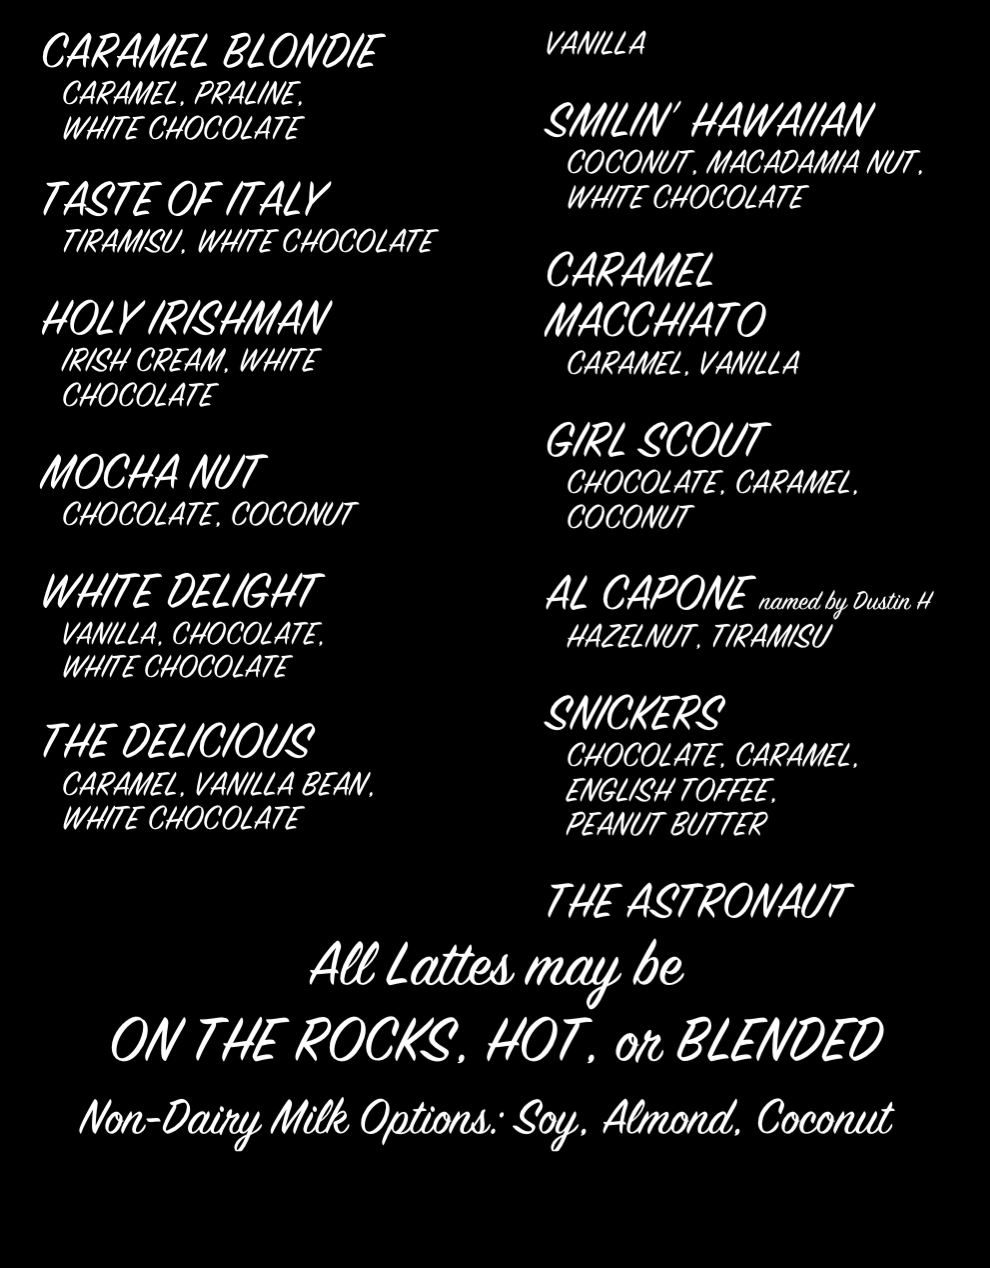 CARAMEL BLONDIE
CARAMEL, PRALINE,
WHITE CHOCOLATE
TASTE OF ITALY
TIRAMISU, WHITE CHOCOLATE
HOLY IRISHMAN
IRISH CREAM, WHITE
CHOCOLATE
MOCHA NUT
CHOCOLATE, COCONUT
WHITE DELIGHT
VANILLA, CHOCOLATE,
WHITE CHOCOLATE
THE DELICIOUS
CARAMEL, VANILLA BEAN,
WHITE CHOCOLATE
VANILLA
SMILIN' HAWAIIAN
COCONUT, MACADAMIA NUT,
WHITE CHOCOLATE
CARAMEL
MACCHIATO
CARAMEL, VANILLA
GIRL SCOUT
CHOCOLATE, CARAMEL,
COCONUT
AL CAPONE named by Dustin H
HAZELNUT, TIRAMISU
SNICKERS
CHOCOLATE, CARAMEL,
ENGLISH TOFFEE,
PEANUT BUTTER
THE ASTRONAUT
All Lattes may be
ON THE ROCKS, HOT, or BLENDED
Non-Dairy Milk Options: Soy, Almond, Coconut